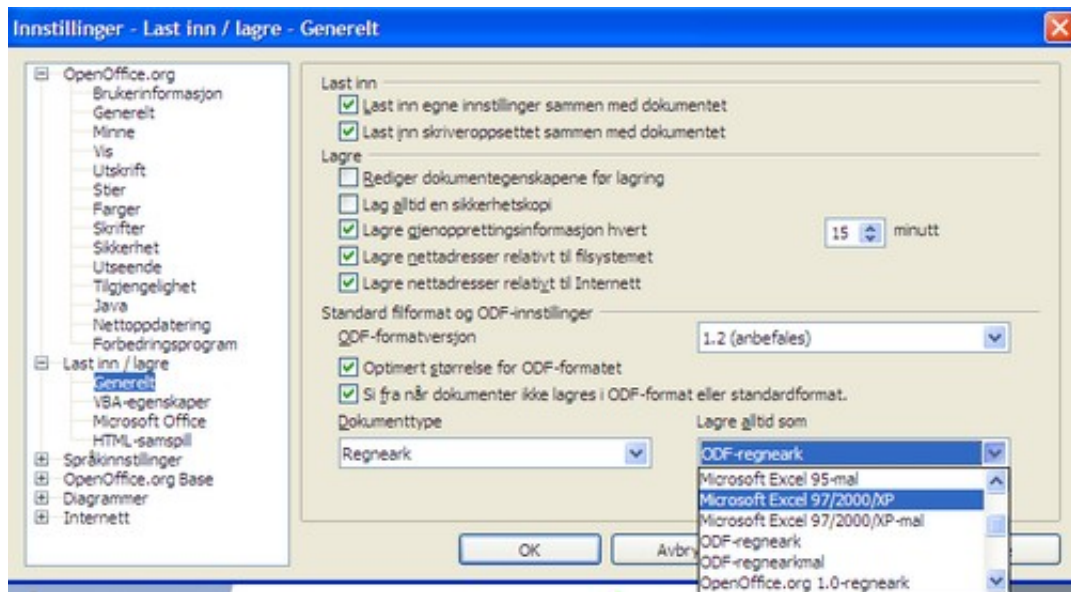 Innstillinger - Last inn / lagre - Generelt
OpenOffice.org
Brukerinformasjon
Generelt
Minne
Vis
Utskrift
Stier
Farger
Skrifter
Sikkerhet
Utseende
Tilgjengelighet
Java
Nettoppdatering
Forbedringsprogram
Last inn / lagre
Generelt
VBA-egenskaper
Microsoft Office
HTML-samspill
Språkinnstilinger
OpenOffice.org Base
Diagrammer
Internett
Last inn
Last inn egne innstillinger sammen med dokumentet
Last inn skriveroppsettet sammen med dokumentet
Lagre
Rediger dokumentegenskapene før lagring
Lag alltid en sikkerhetskopi
Lagre gjenopprettingsinformasjon hvert 15 minutt
Lagre nettadresser relativt til filsystemet
Lagre nettadresser relativt til Internett
Standard filformat og ODF-innstilinger
ODF-formatversjon 1.2 (anbefales)
Optimert størrelse for ODF-formatet
Si fra når dokumenter ikke lagres i ODF-format eller standardformat.
Dokumenttype Lagre alltid som
Regneark ODF-regneark
Microsoft Excel 95-mal
Microsoft Excel 97/2000/XP
Microsoft Excel 97/2000/XP-mal
ODF-regneark
ODF-regnearkmal
OpenOffice.org 1.0-regneark
OK